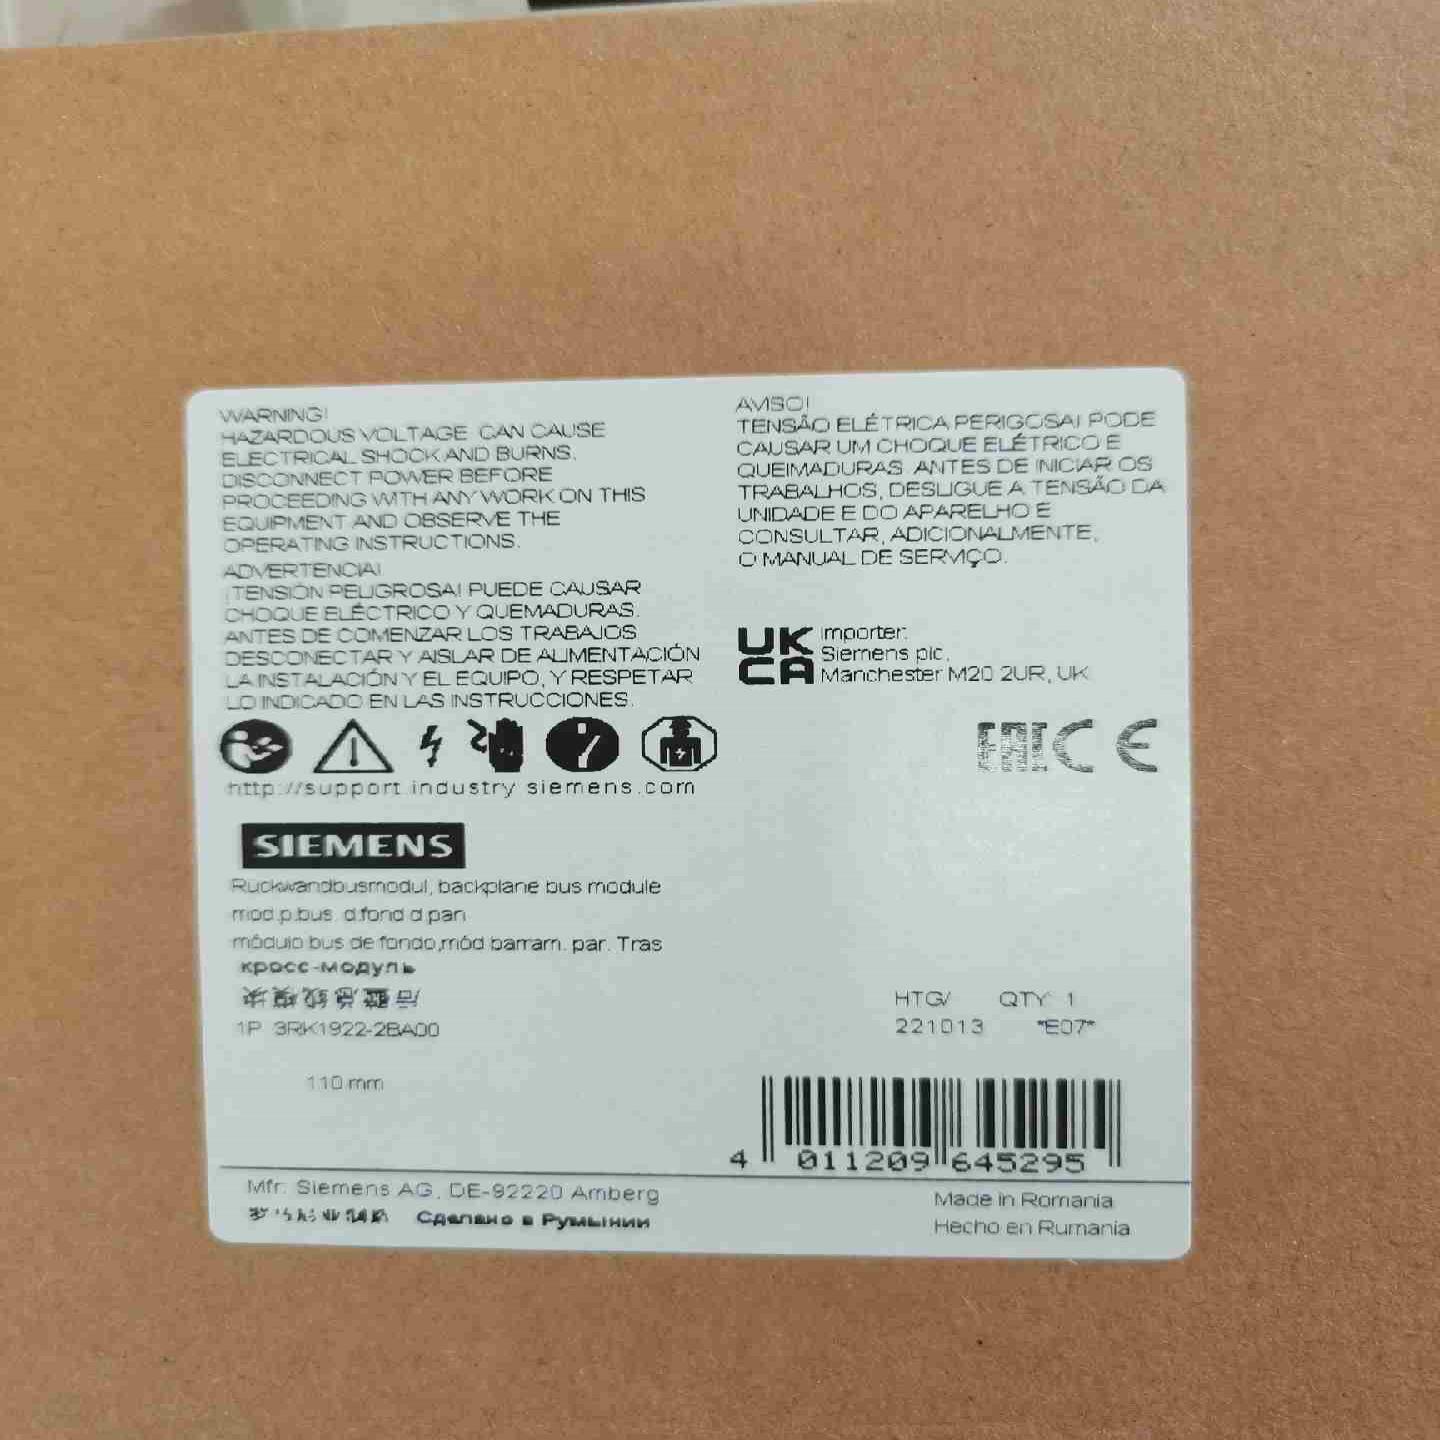 WARNING!
HAZARDOUS VOLTAGE CAN CAUSE
ELECTRICAL SHOCK AND BURNS.
DISCONNECT POWER BEFORE
PROCEEDING WITH ANY WORK ON THIS
EQUIPMENT AND OBSERVE THE
OPERATING INSTRUCTIONS.
ADVERTENCIA!
¡TENSIÓN PELIGROSA! PUEDE CAUSAR
CHOQUE ELÉCTRICO Y QUEMADURAS.
ANTES DE COMENZAR LOS TRABAJOS
DESCONECTAR Y AISLAR DE ALIMENTACIÓN
LA INSTALACIÓN Y EL EQUIPO, Y RESPETAR
LO INDICADO EN LAS INSTRUCCIONES.
AVISO!
TENSÃO ELÉTRICA PERIGOSA! PODE
CAUSAR UM CHOQUE ELÉTRICO E
QUEIMADURAS. ANTES DE INICIAR OS
TRABALHOS, DESLIGUE A TENSÃO DA
UNIDADE E DO APARELHO E
CONSULTAR, ADICIONALMENTE,
O MANUAL DE SERVIÇO.
UK
CA
Importer:
Siemens plc,
Manchester M20 2UR, UK
EAC CE
http://support.industry.siemens.com
SIEMENS
Rückwandbusmodul, backplane bus module
mod.p.bus. d.fond d.pan
módulo bus de fondo,mód barram. par. Tras
кросс-модуль
1P 3RK1922-2BA00
HTG/ QTY 1
221013 *E07*
110 mm
4 011209 645295
Mfr. Siemens AG, DE-92220 Amberg
Сделано в Румынии
Made in Romania
Hecho en Rumania